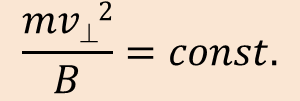 mv⊥²/B = const.